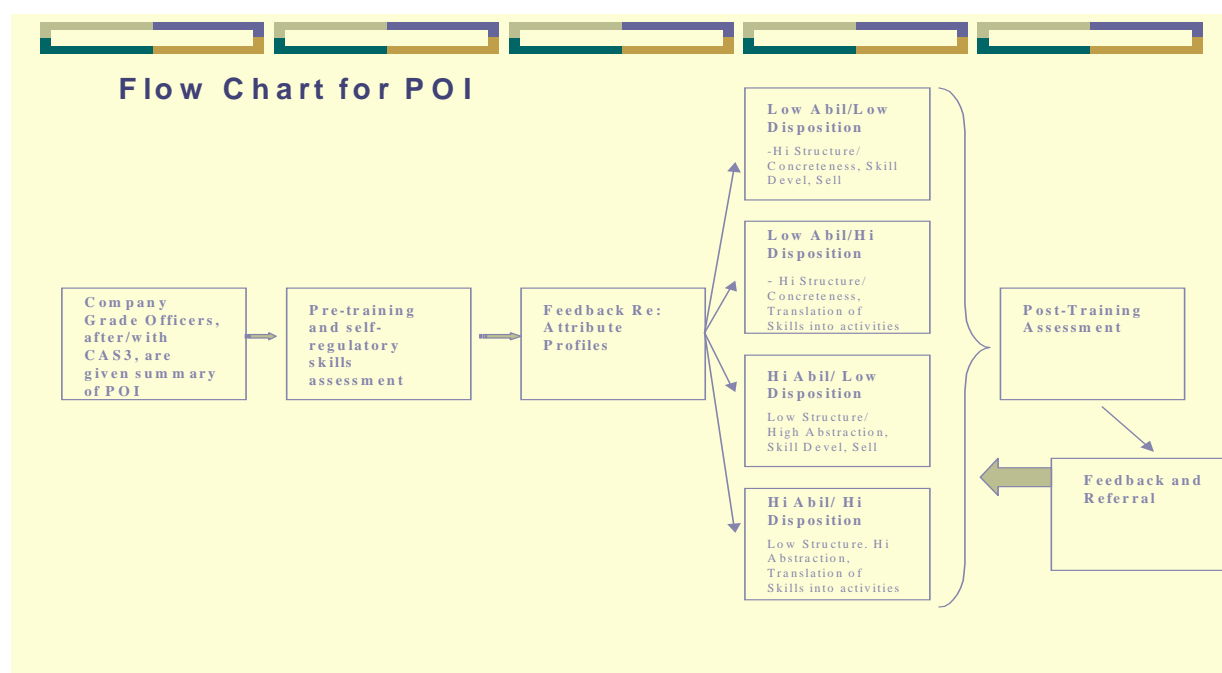 Flow Chart for POI
Company
Grade Officers,
after/with
CAS3, are
given summary
of POI
Pre-training
and self-
regulatory
skills
assessment
Feedback Re:
Attribute
Profiles
Low Abil/Low
Disposition
-Hi Structure/
Concreteness, Skill
Devel, Sell
Low Abil/Hi
Disposition
- Hi Structure/
Concreteness,
Translation of
Skills into activities
Hi Abil/ Low
Disposition
Low Structure/
High Abstraction,
Skill Devel, Sell
Hi Abil/ Hi
Disposition
Low Structure. Hi
Abstraction,
Translation of
Skills into activities
Post-Training
Assessment
Feedback and
Referral